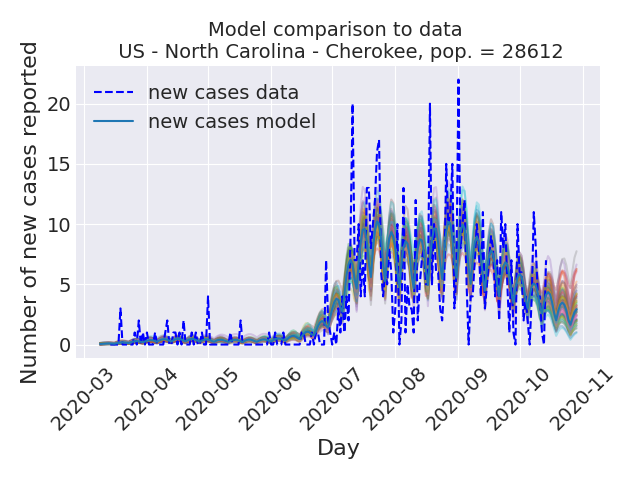 Model comparison to data
US - North Carolina - Cherokee, pop. = 28612
new cases data
new cases model
Number of new cases reported
20
15
10
5
0
2020-03
2020-04
2020-05
2020-06
2020-07
2020-08
2020-09
2020-10
2020-11
Day